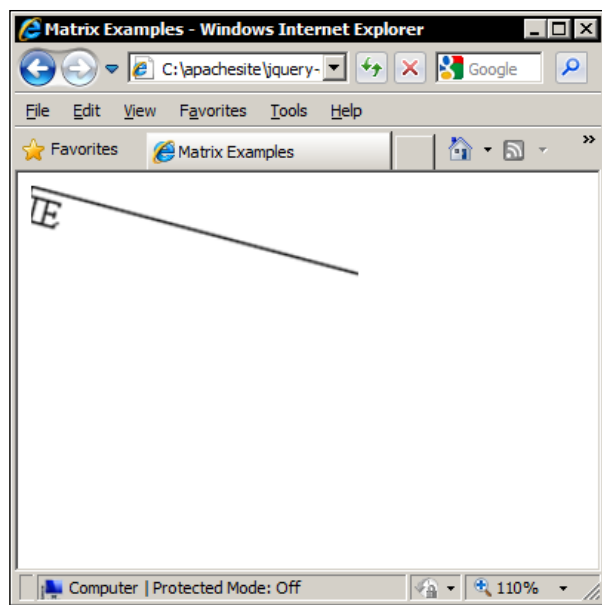 Matrix Examples - Windows Internet Explorer
C:\apachesite\jquery-
Google
File Edit View Favorites Tools Help
Favorites
Matrix Examples
»
IE
Computer | Protected Mode: Off
110%